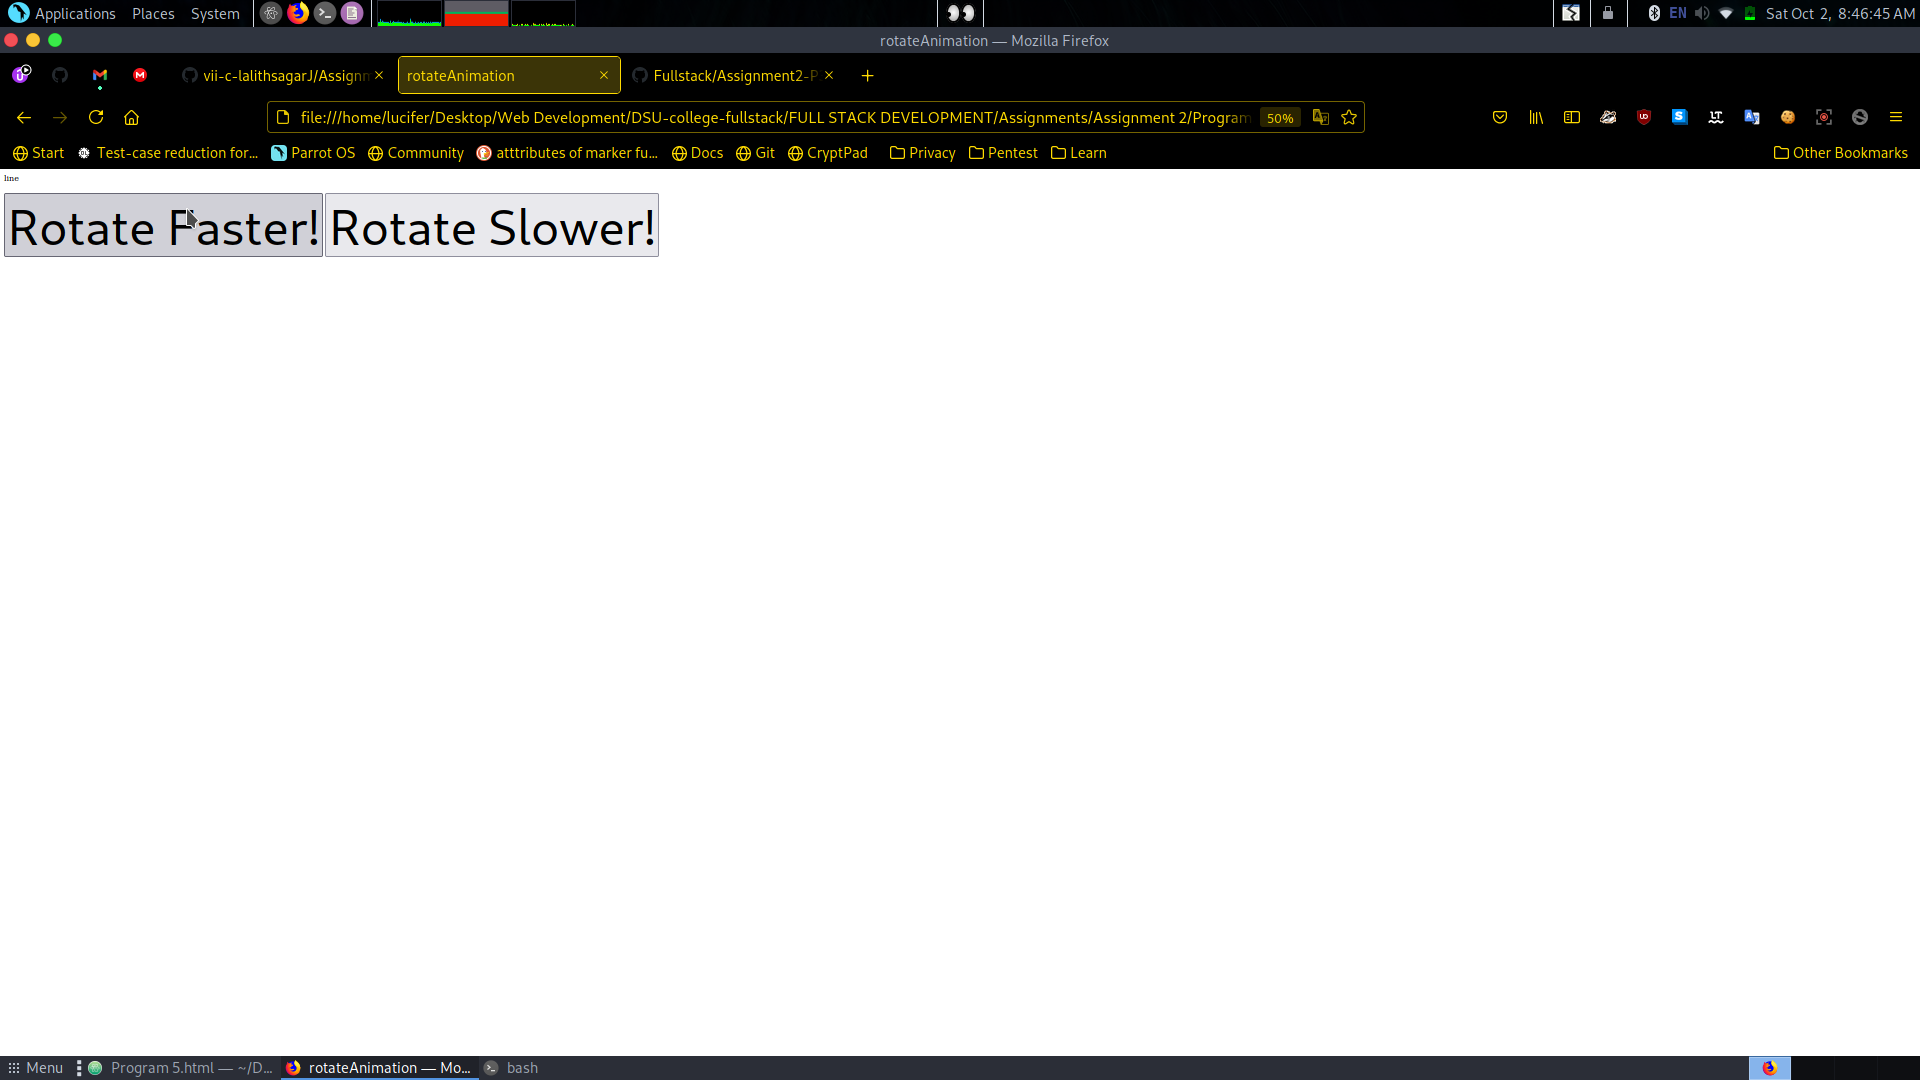 Applications Places System EN Sat Oct 2, 8:46:45 AM
rotateAnimation — Mozilla Firefox
vii-c-lalithsagarJ/Assignm rotateAnimation Fullstack/Assignment2-P
file:///home/lucifer/Desktop/Web Development/DSU-college-fullstack/FULL STACK DEVELOPMENT/Assignments/Assignment 2/Program 50%
Start Test-case reduction for... Parrot OS Community atttributes of marker fu... Docs Git CryptPad Privacy Pentest Learn Other Bookmarks
line
Rotate Faster! Rotate Slower!
Menu Program 5.html — ~/D... rotateAnimation — Mo... bash